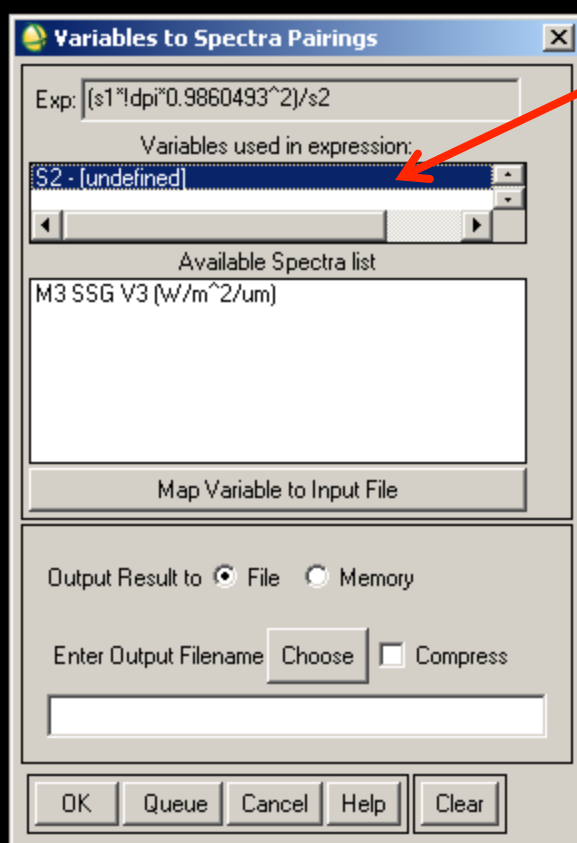 Variables to Spectra Pairings
Exp: (s1*!dpi*0.9860493^2)/s2
Variables used in expression:
S2 - [undefined]
Available Spectra list
M3 SSG V3 (W/m^2/um)
Map Variable to Input File
Output Result to File Memory
Enter Output Filename Choose Compress
OK Queue Cancel Help Clear